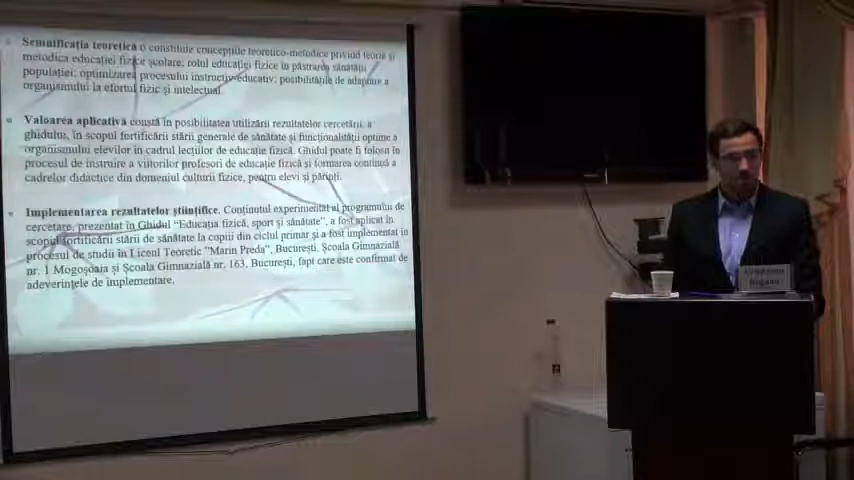 Semnificația teoretică o constituie concepțiile teoretico-metodice privind teoria și
metodica educației fizice școlare; rolul educației fizice în păstrarea sănătății
populației; optimizarea procesului instructiv-educativ; posibilitățile de adaptare a
organismului la efortul fizic și intelectual.
Valoarea aplicativă constă în posibilitatea utilizării rezultatelor cercetării, a
ghidului, în scopul fortificării stării generale de sănătate și funcționalității optime a
organismului elevilor în cadrul lecțiilor de educație fizică. Ghidul poate fi folosit în
procesul de instruire a viitorilor profesori de educație fizică și formarea continuă a
cadrelor didactice din domeniul culturii fizice, pentru elevi și părinți.
Implementarea rezultatelor științifice. Conținutul experimental al programului de
cercetare, prezentat în Ghidul “Educația fizică, sport și sănătate”, a fost aplicat în
scopul fortificării stării de sănătate la copiii din ciclul primar și a fost implementat în
procesul de studii în Liceul Teoretic ”Marin Preda”, București, Școala Gimnazială
nr. 1 Mogoșoaia și Școala Gimnazială nr. 163, București, fapt care este confirmat de
adeverințele de implementare.